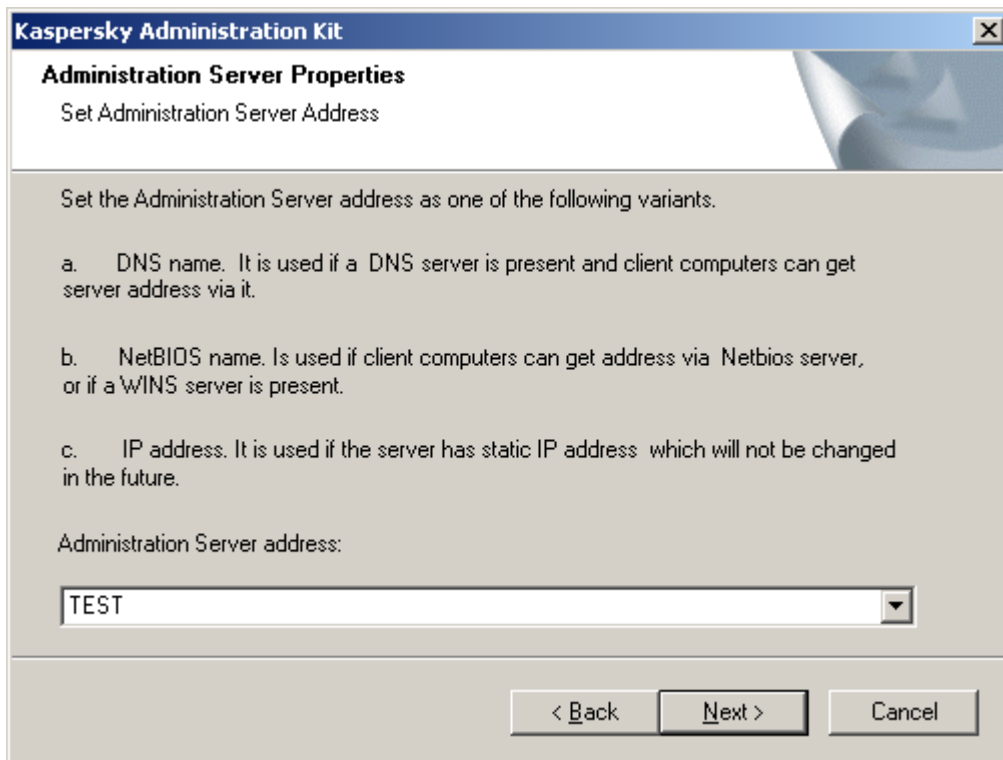 Kaspersky Administration Kit
Administration Server Properties
Set Administration Server Address
Set the Administration Server address as one of the following variants.
a. DNS name. It is used if a DNS server is present and client computers can get
server address via it.
b. NetBIOS name. Is used if client computers can get address via Netbios server,
or if a WINS server is present.
c. IP address. It is used if the server has static IP address which will not be changed
in the future.
Administration Server address:
TEST
< Back Next > Cancel